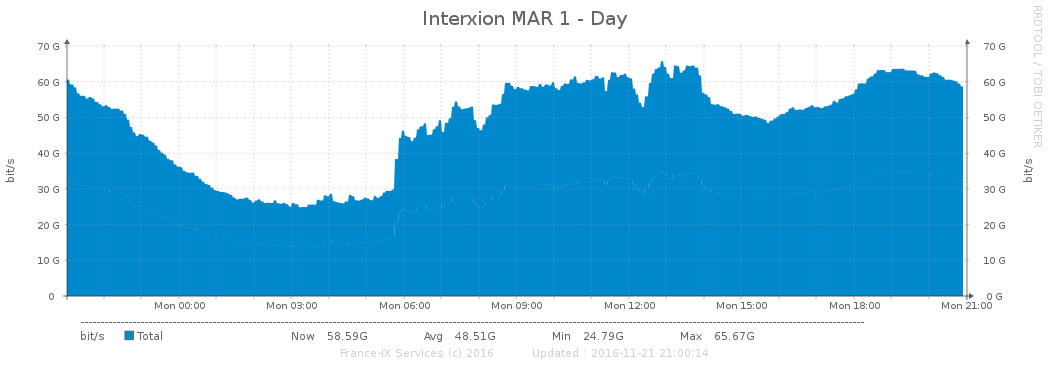 Interxion MAR 1 - Day
RRDTOOL / TOBI OETIKER
bit/s
bit/s
70 G 70 G
60 G 60 G
50 G 50 G
40 G 40 G
30 G 30 G
20 G 20 G
10 G 10 G
0 0 G
Mon 00:00 Mon 03:00 Mon 06:00 Mon 09:00 Mon 12:00 Mon 15:00 Mon 18:00 Mon 21:00
bit/s Total Now 58.59G Avg 48.51G Min 24.79G Max 65.67G
France-IX Services (c) 2016 Updated : 2016-11-21 21:00:14